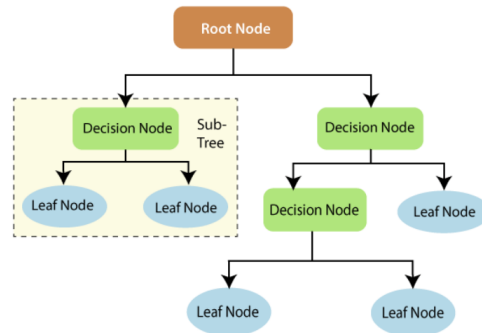 Root Node
Decision Node
Sub-
Tree
Decision Node
Leaf Node
Leaf Node
Decision Node
Leaf Node
Leaf Node
Leaf Node